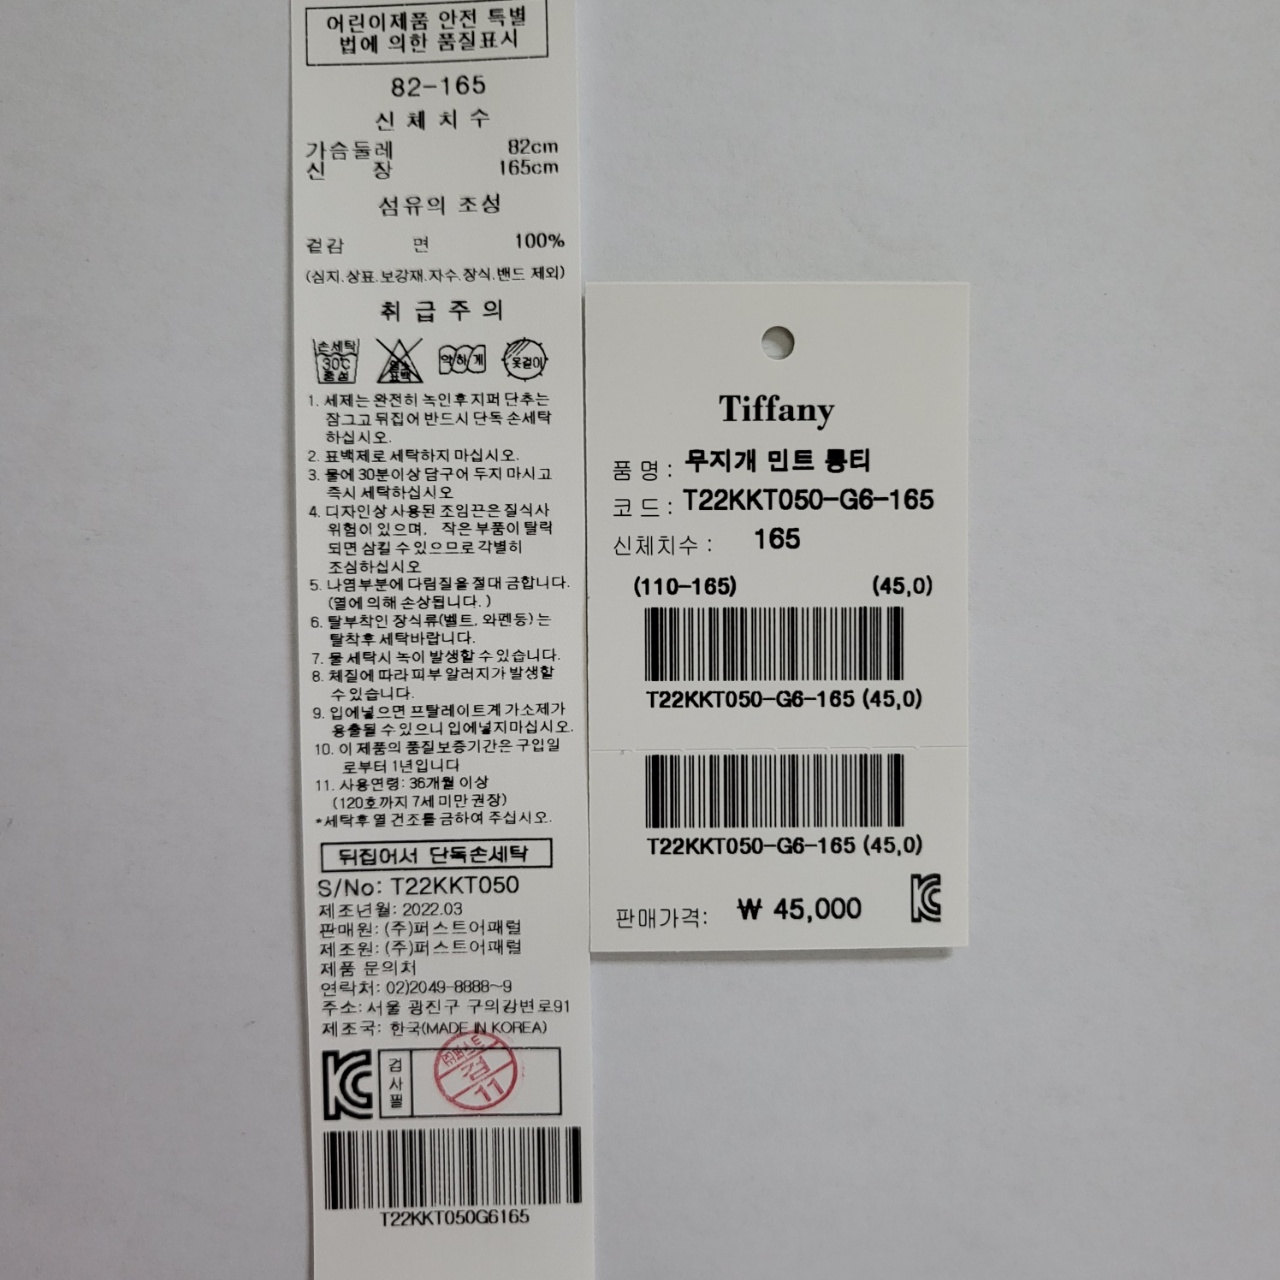 어린이제품 안전 특별
법에 의한 품질표시
82-165
신 체 치 수
가슴둘레 82cm
신 장 165cm
섬유의 조성
겉감 면 100%
(심지.상표.보강재.자수.장식.밴드 제외)
취 급 주 의
손세탁 30℃ 중성
염소 표백
약하게
옷걸이
1. 세제는 완전히 녹인후 지퍼 단추는
잠그고 뒤집어 반드시 단독 손세탁
하십시오.
2. 표백제로 세탁하지 마십시오.
3. 물에 30분이상 담구어 두지 마시고
즉시 세탁하십시오
4. 디자인상 사용된 조임끈은 질식사
위험이 있으며, 작은 부품이 탈락
되면 삼킬 수 있으므로 각별히
조심하십시오
5. 나염부분에 다림질을 절대 금합니다.
(열에 의해 손상됩니다. )
6. 탈부착인 장식류(벨트, 와펜등) 는
탈착후 세탁바랍니다.
7. 물 세탁시 녹이 발생할 수 있습니다.
8. 체질에 따라 피부 알러지가 발생할
수 있습니다.
9. 입에넣으면 프탈레이트계 가소제가
용출될 수 있으니 입에넣지마십시오.
10. 이 제품의 품질보증기간은 구입일
로부터 1년입니다
11. 사용연령: 36개월 이상
(120호까지 7세 미만 권장)
*세탁후 열 건조를 금하여 주십시오.
뒤집어서 단독손세탁
S/No: T22KKT050
제조년월: 2022.03
판매원: (주)퍼스트어패럴
제조원: (주)퍼스트어패럴
제품 문의처
연락처: 02)2049-8888~9
주소: 서울 광진구 구의강변로91
제조국: 한국(MADE IN KOREA)
KC
검사필
(주)퍼스트
검
11
T22KKT050G6165
Tiffany
품 명 : 무지개 민트 롱티
코 드 : T22KKT050-G6-165
신체치수 : 165
(110-165) (45,0)
T22KKT050-G6-165 (45,0)
T22KKT050-G6-165 (45,0)
판매가격: ₩ 45,000
KC